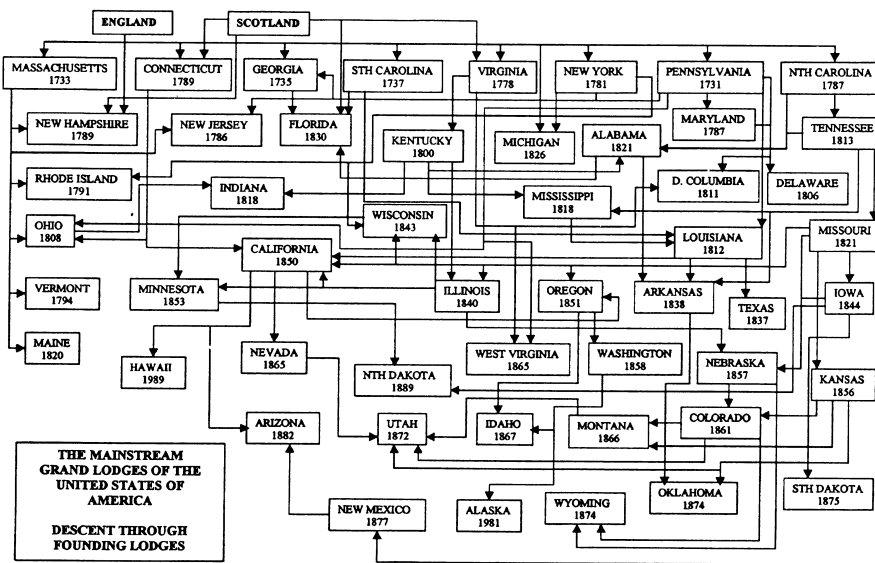 ENGLAND
SCOTLAND
MASSACHUSETTS
1733
CONNECTICUT
1789
GEORGIA
1735
STH CAROLINA
1737
VIRGINIA
1778
NEW YORK
1781
PENNSYLVANIA
1731
NTH CAROLINA
1787
NEW HAMPSHIRE
1789
NEW JERSEY
1786
FLORIDA
1830
KENTUCKY
1800
MICHIGAN
1826
ALABAMA
1821
MARYLAND
1787
TENNESSEE
1813
RHODE ISLAND
1791
INDIANA
1818
MISSISSIPPI
1818
D. COLUMBIA
1811
DELAWARE
1806
OHIO
1808
WISCONSIN
1843
CALIFORNIA
1850
LOUISIANA
1812
MISSOURI
1821
VERMONT
1794
MINNESOTA
1853
ILLINOIS
1840
OREGON
1851
ARKANSAS
1838
TEXAS
1837
IOWA
1844
MAINE
1820
HAWAII
1989
NEVADA
1865
NTH DAKOTA
1889
WEST VIRGINIA
1865
WASHINGTON
1858
NEBRASKA
1857
KANSAS
1856
ARIZONA
1882
UTAH
1872
IDAHO
1867
MONTANA
1866
COLORADO
1861
THE MAINSTREAM
GRAND LODGES OF THE
UNITED STATES OF
AMERICA
DESCENT THROUGH
FOUNDING LODGES
NEW MEXICO
1877
ALASKA
1981
WYOMING
1874
OKLAHOMA
1874
STH DAKOTA
1875